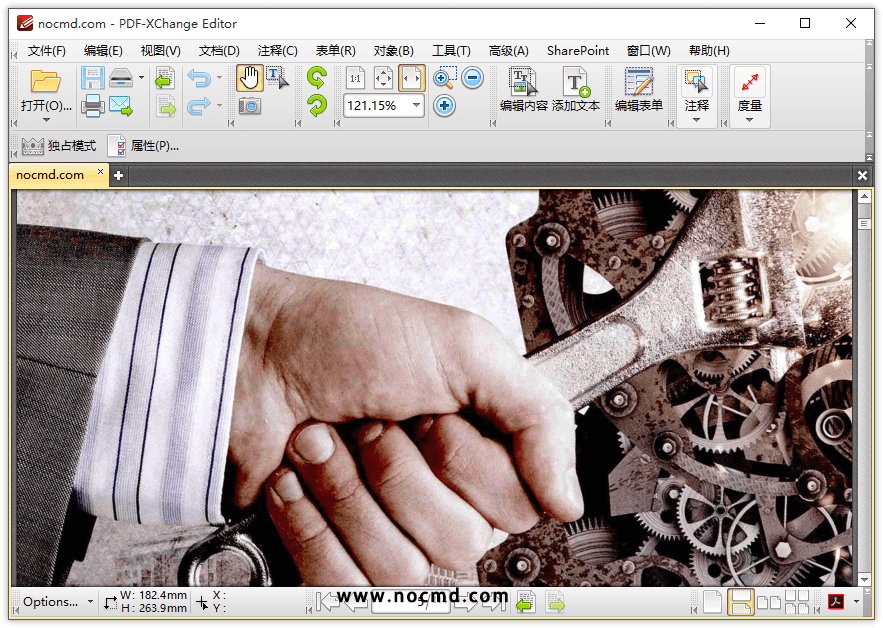 nocmd.com - PDF-XChange Editor
文件(F) 编辑(E) 视图(V) 文档(D) 注释(C) 表单(R) 对象(B) 工具(T) 高级(A) SharePoint 窗口(W) 帮助(H)
打开(O)... 1:1 121.15% 编辑内容 添加文本 编辑表单 注释 度量
独占模式 属性(P)...
nocmd.com
Options... W: 182.4mm X:
H: 263.9mm Y:
www.nocmd.com